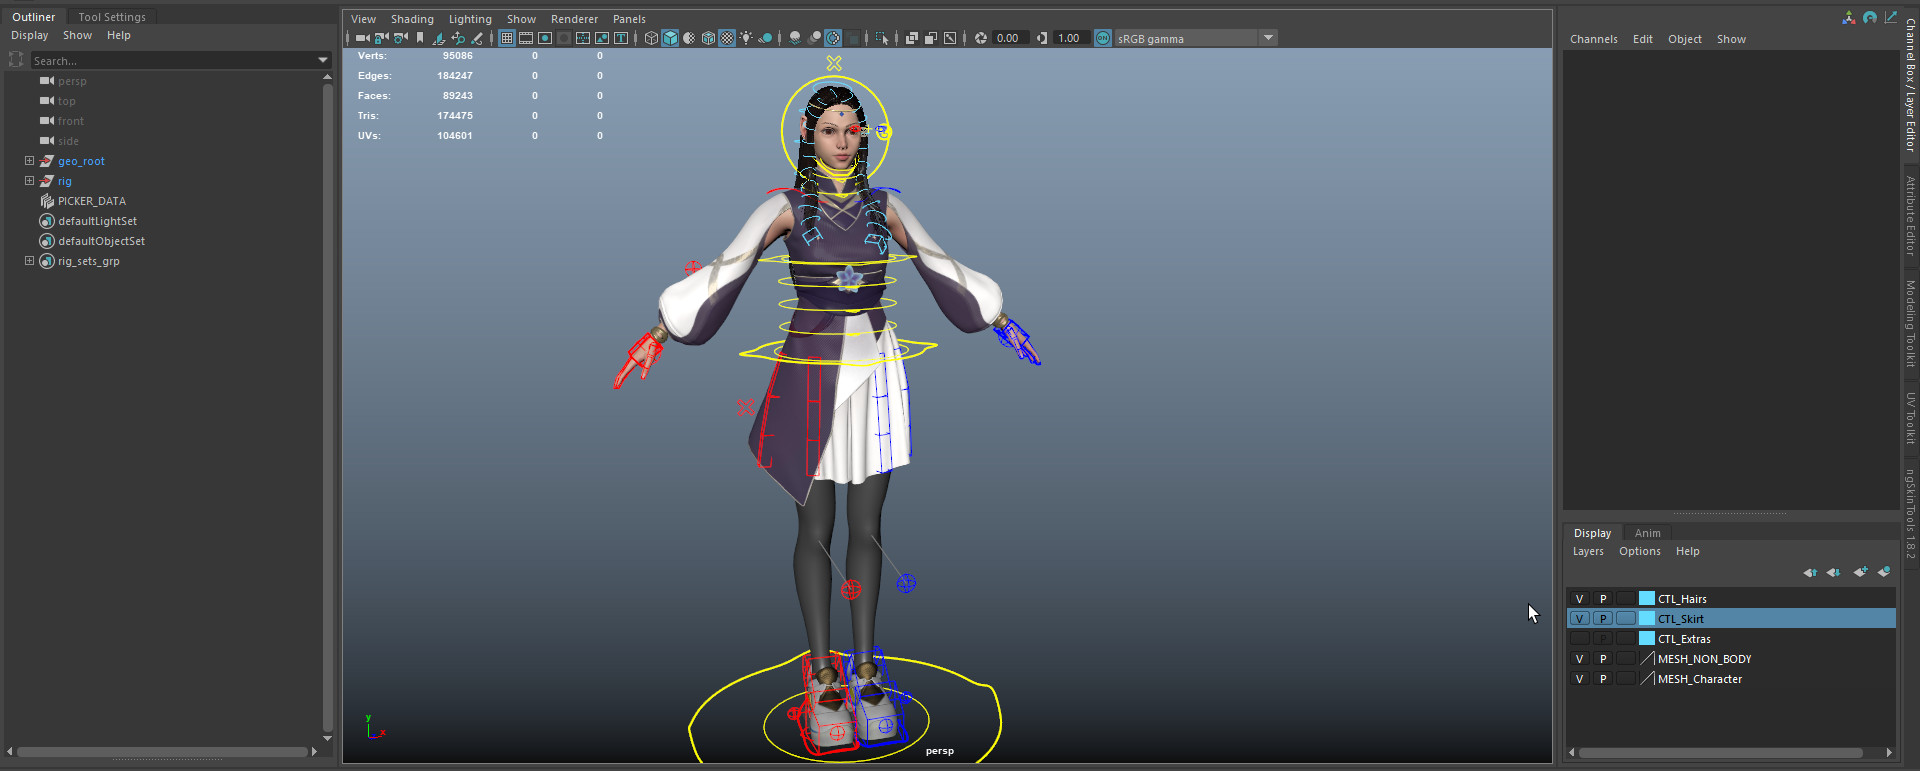 Outliner
Tool Settings
Display Show Help
Search...
persp
top
front
side
geo_root
rig
PICKER_DATA
defaultLightSet
defaultObjectSet
rig_sets_grp
View Shading Lighting Show Renderer Panels
0.00
1.00
ON
sRGB gamma
Verts: 95086 0 0
Edges: 184247 0 0
Faces: 89243 0 0
Tris: 174475 0 0
UVs: 104601 0 0
y
x
persp
Channels Edit Object Show
Display
Anim
Layers Options Help
V P CTL_Hairs
V P CTL_Skirt
P CTL_Extras
V P MESH_NON_BODY
V P MESH_Character
Channel Box / Layer Editor
Attribute Editor
Modeling Toolkit
UV Toolkit
ngSkinTools 1.8.2